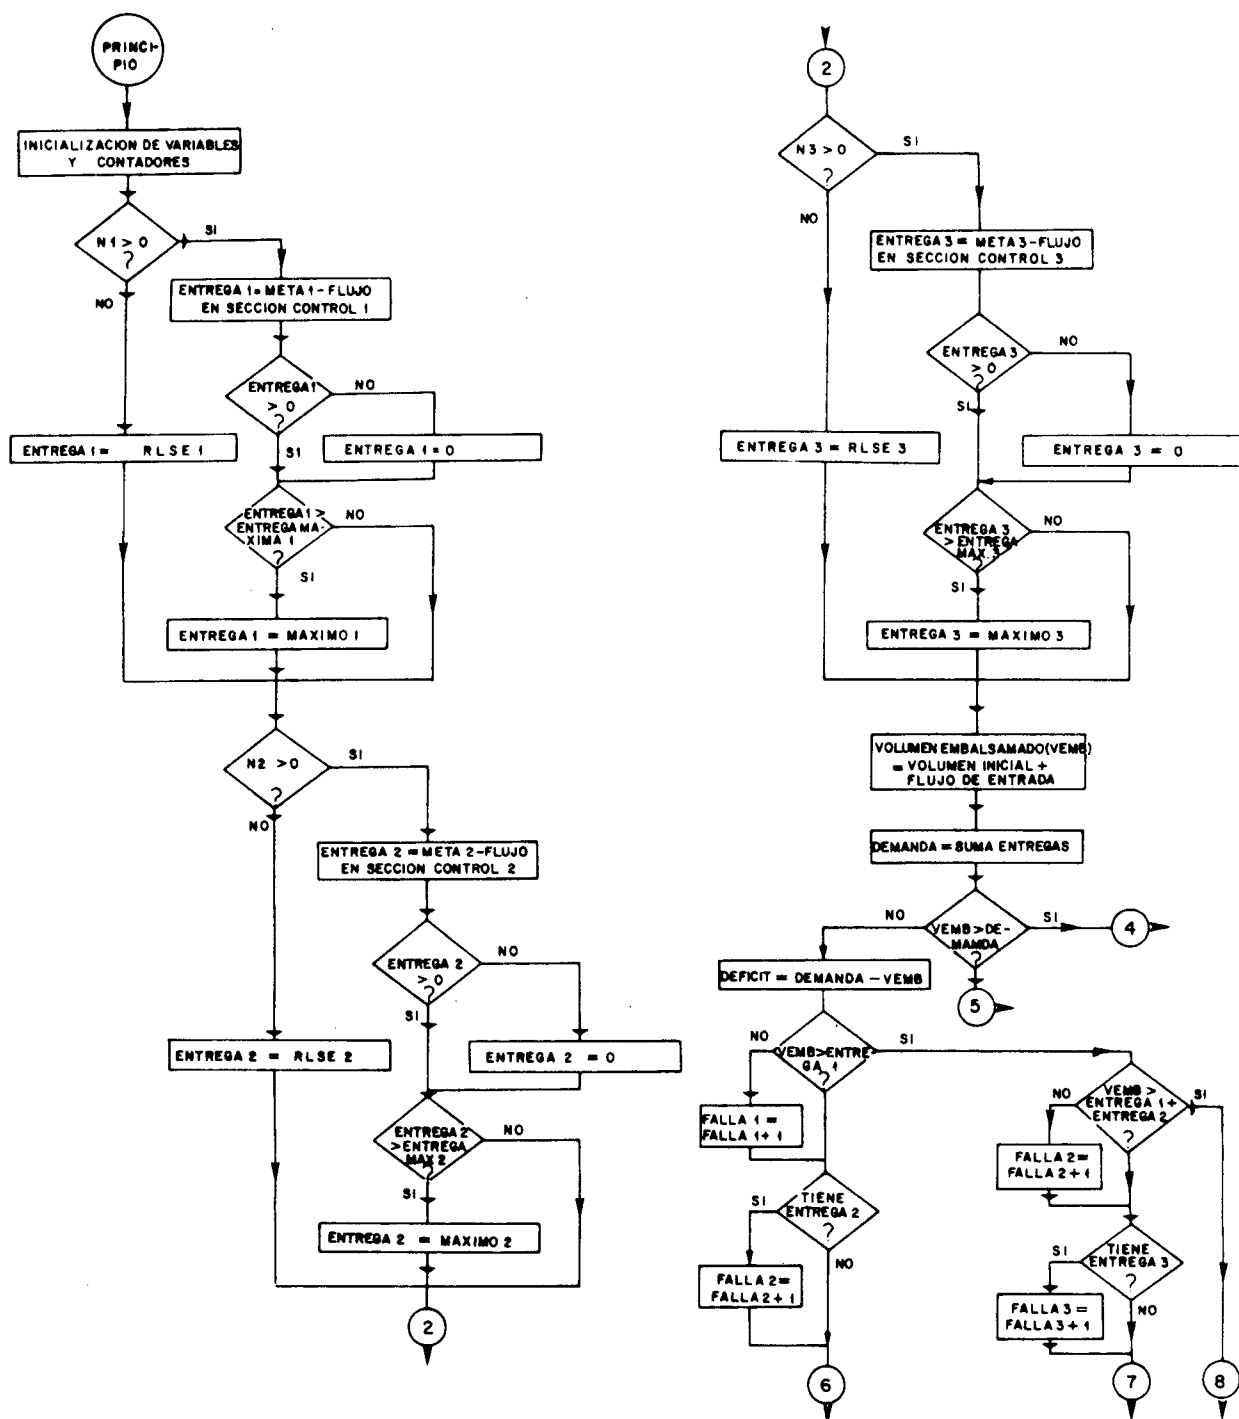 PRINCI-
PIO
INICIALIZACION DE VARIABLES
Y CONTADORES
N1 > 0
?
SI
NO
ENTREGA 1 = META 1 - FLUJO
EN SECCION CONTROL 1
ENTREGA 1
> 0
?
NO
SI
ENTREGA 1 = RLSE 1
ENTREGA 1 = 0
ENTREGA 1 >
ENTREGA MA-
XIMA 1
?
NO
SI
ENTREGA 1 = MAXIMO 1
N2 > 0
?
SI
NO
ENTREGA 2 = META 2 - FLUJO
EN SECCION CONTROL 2
ENTREGA 2
> 0
?
NO
SI
ENTREGA 2 = RLSE 2
ENTREGA 2 = 0
ENTREGA 2
> ENTREGA
MAX 2
?
NO
SI
ENTREGA 2 = MAXIMO 2
2
2
N3 > 0
?
SI
NO
ENTREGA 3 = META 3 - FLUJO
EN SECCION CONTROL 3
ENTREGA 3
> 0
?
NO
SI
ENTREGA 3 = RLSE 3
ENTREGA 3 = 0
ENTREGA 3
> ENTREGA
MAX. 3
?
NO
SI
ENTREGA 3 = MAXIMO 3
VOLUMEN EMBALSAMADO (VEMB)
= VOLUMEN INICIAL +
FLUJO DE ENTRADA
DEMANDA = SUMA ENTREGAS
VEMB > DE-
MAMDA
?
NO
SI
4
5
DEFICIT = DEMANDA - VEMB
VEMB > ENTRE
GA 1
?
NO
SI
FALLA 1 =
FALLA 1 + 1
TIENE
ENTREGA 2
?
SI
NO
FALLA 2 =
FALLA 2 + 1
6
VEMB >
ENTREGA 1 +
ENTREGA 2
?
NO
SI
FALLA 2 =
FALLA 2 + 1
TIENE
ENTREGA 3
?
SI
NO
FALLA 3 =
FALLA 3 + 1
7
8